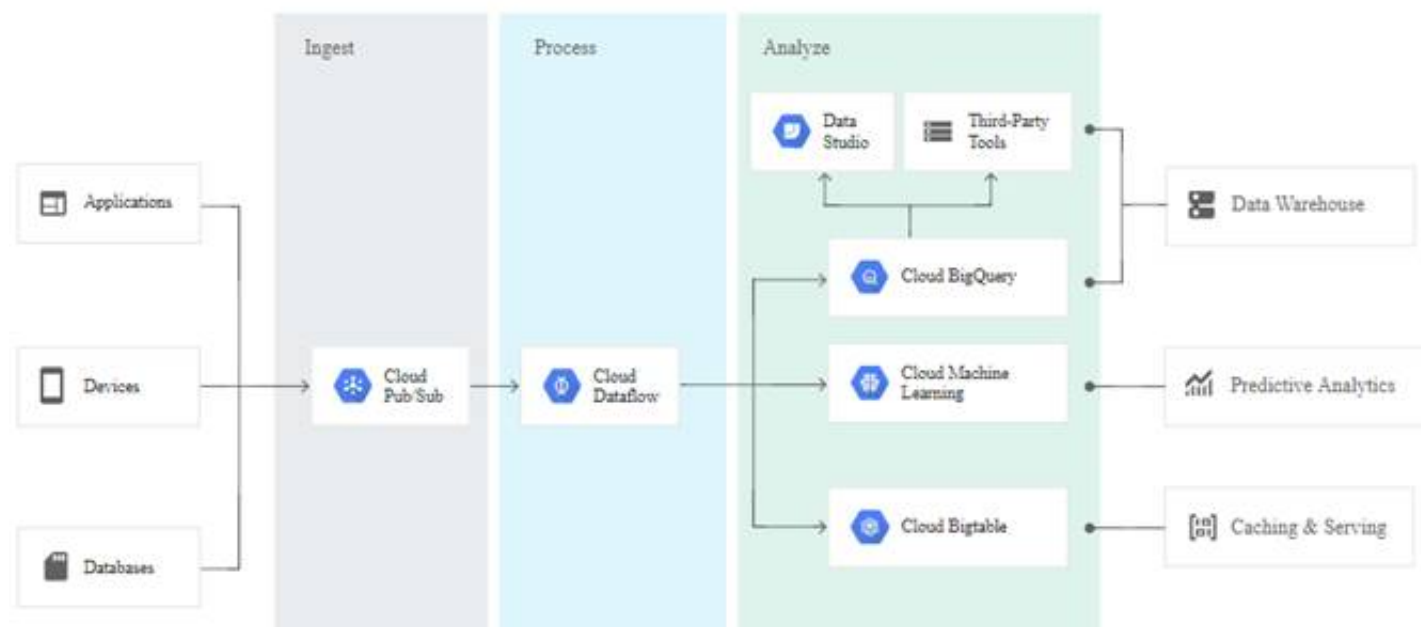 Ingest
Process
Analyze
Data
Studio
Third-Party
Tools
Applications
Data Warehouse
Cloud BigQuery
Devices
Cloud
Pub/Sub
Cloud
Dataflow
Cloud Machine
Learning
Predictive Analytics
Databases
Cloud Bigtable
Caching & Serving